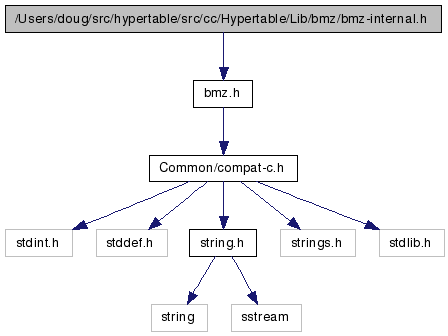 /Users/doug/src/hypertable/src/cc/Hypertable/Lib/bmz/bmz-internal.h
bmz.h
Common/compat-c.h
stdint.h
stddef.h
string.h
strings.h
stdlib.h
string
sstream